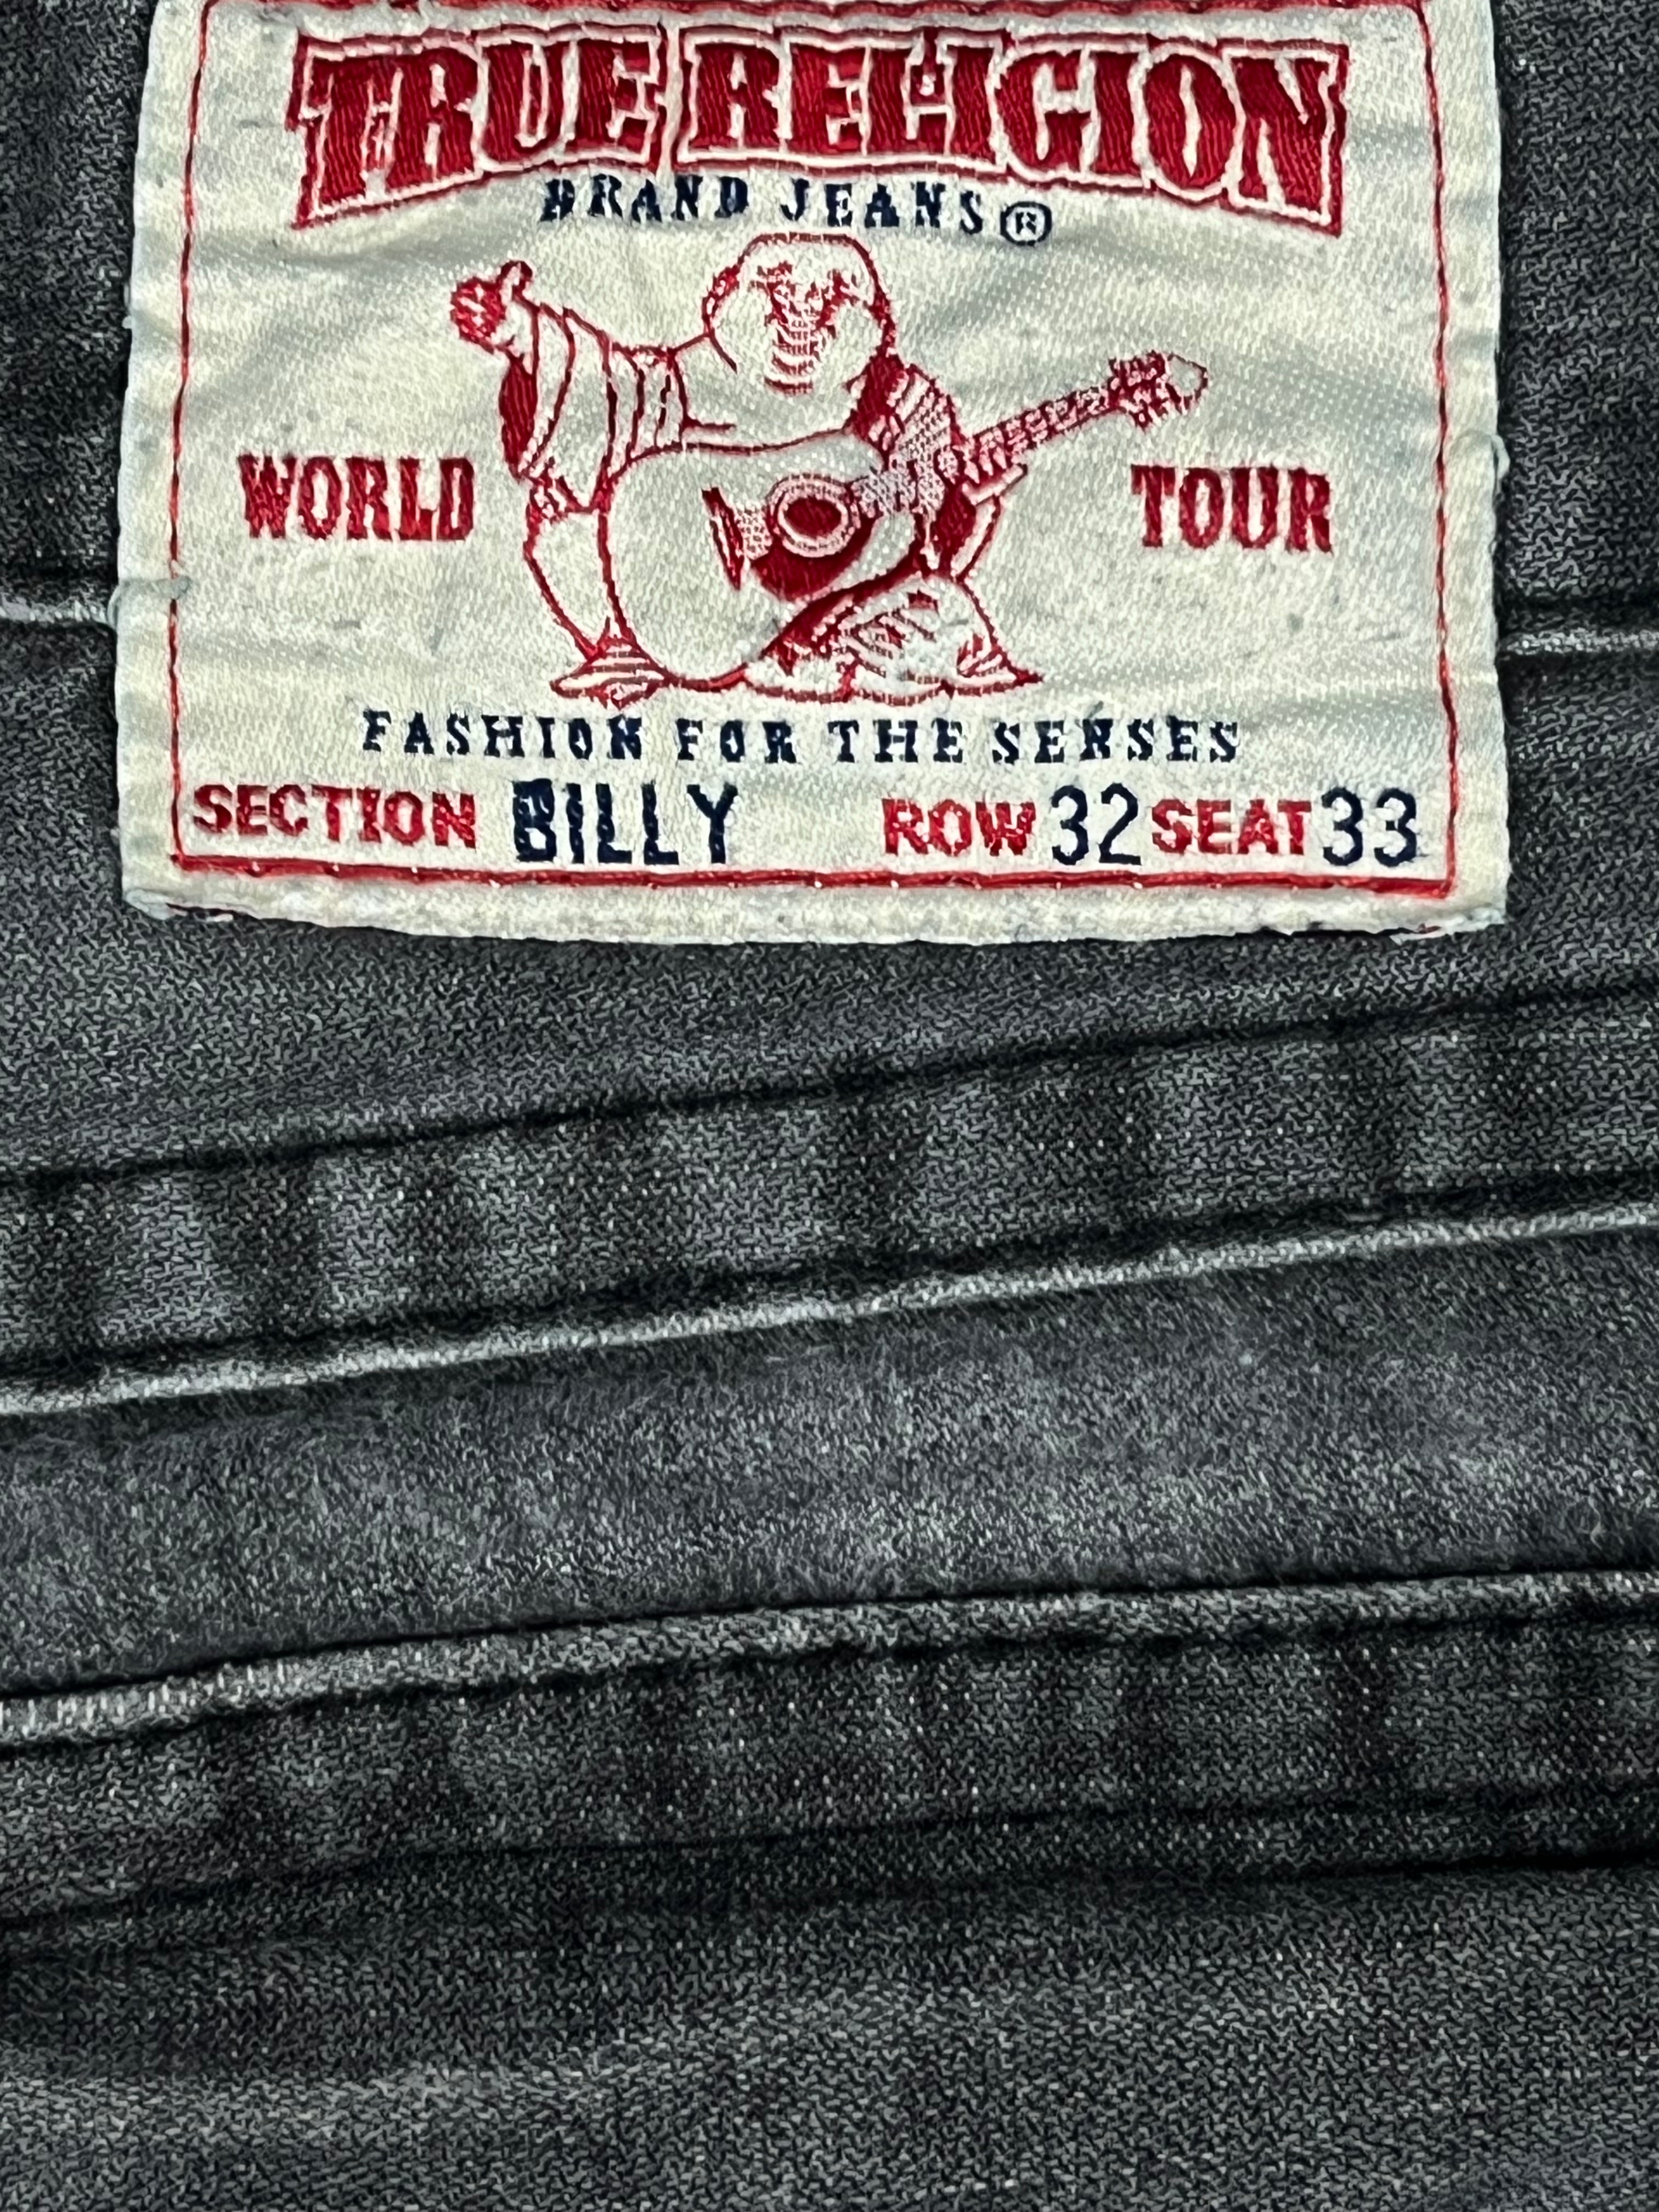 TRUE RELIGION
BRAND JEANS®
WORLD TOUR
FASHION FOR THE SENSES
SECTION BILLY ROW 32 SEAT 33